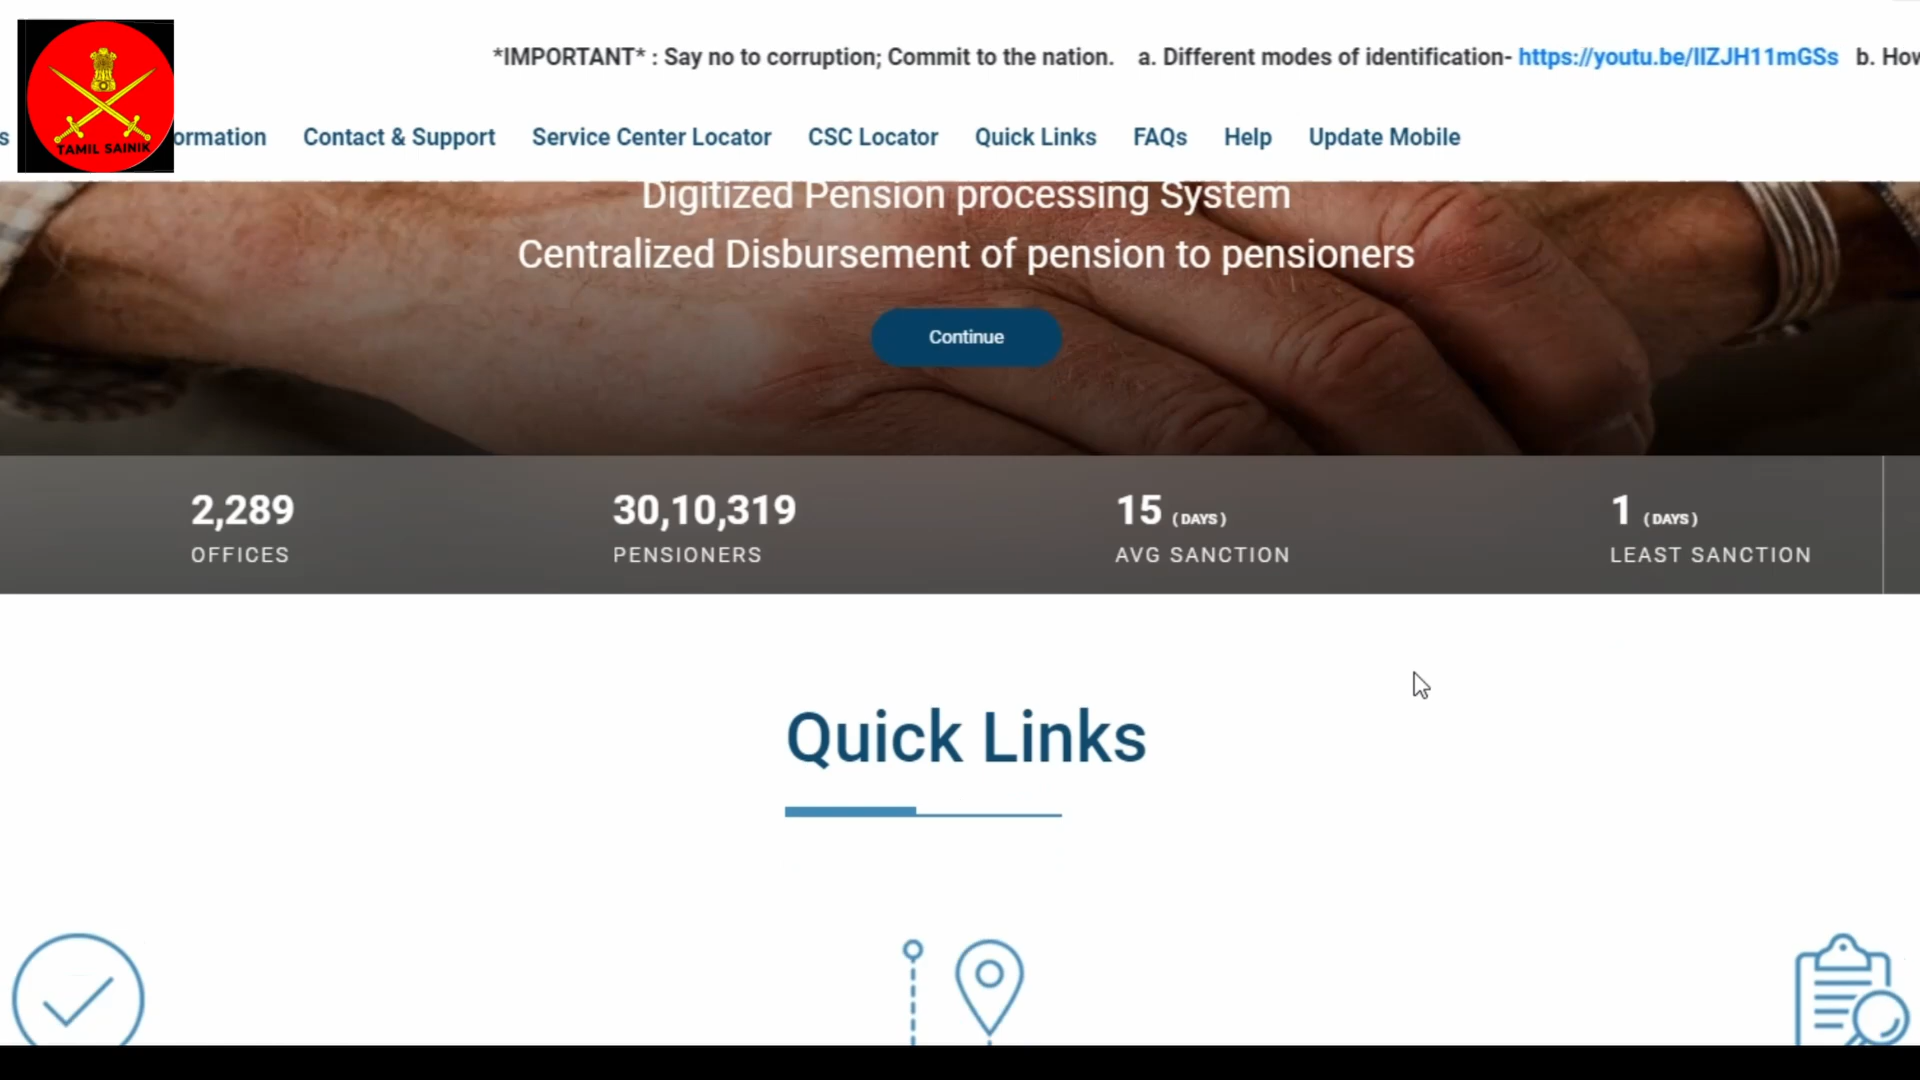 *IMPORTANT* : Say no to corruption; Commit to the nation. a. Different modes of identification- https://youtu.be/IIZJH11mGSs b. How
TAMIL SAINIK
s ormation Contact & Support Service Center Locator CSC Locator Quick Links FAQs Help Update Mobile
Digitized Pension processing System
Centralized Disbursement of pension to pensioners
Continue
2,289 30,10,319 15 (DAYS) 1 (DAYS)
OFFICES PENSIONERS AVG SANCTION LEAST SANCTION
Quick Links